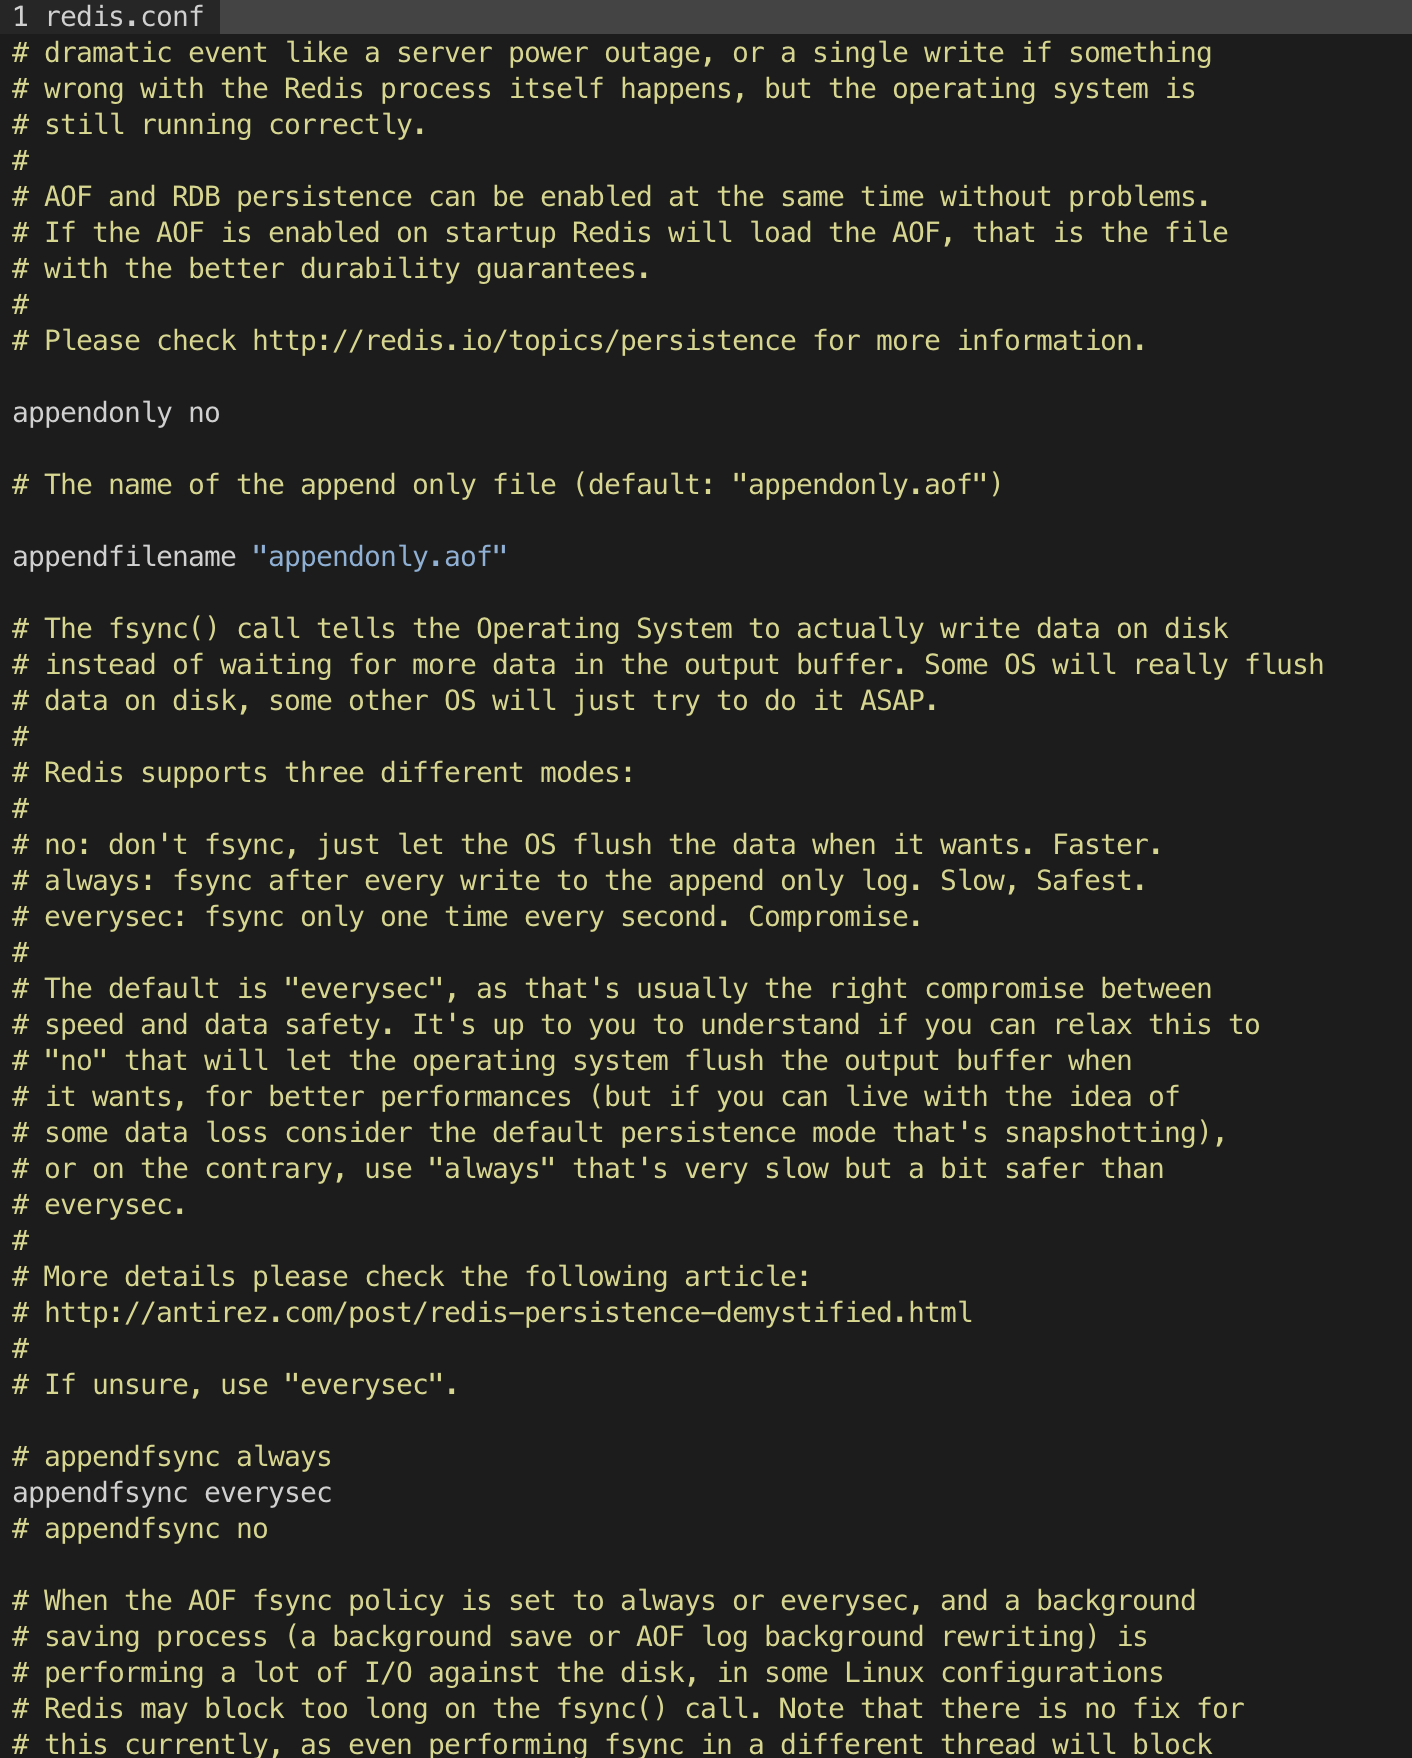 1 redis.conf
# dramatic event like a server power outage, or a single write if something
# wrong with the Redis process itself happens, but the operating system is
# still running correctly.
#
# AOF and RDB persistence can be enabled at the same time without problems.
# If the AOF is enabled on startup Redis will load the AOF, that is the file
# with the better durability guarantees.
#
# Please check http://redis.io/topics/persistence for more information.

appendonly no

# The name of the append only file (default: "appendonly.aof")

appendfilename "appendonly.aof"

# The fsync() call tells the Operating System to actually write data on disk
# instead of waiting for more data in the output buffer. Some OS will really flush
# data on disk, some other OS will just try to do it ASAP.
#
# Redis supports three different modes:
#
# no: don't fsync, just let the OS flush the data when it wants. Faster.
# always: fsync after every write to the append only log. Slow, Safest.
# everysec: fsync only one time every second. Compromise.
#
# The default is "everysec", as that's usually the right compromise between
# speed and data safety. It's up to you to understand if you can relax this to
# "no" that will let the operating system flush the output buffer when
# it wants, for better performances (but if you can live with the idea of
# some data loss consider the default persistence mode that's snapshotting),
# or on the contrary, use "always" that's very slow but a bit safer than
# everysec.
#
# More details please check the following article:
# http://antirez.com/post/redis-persistence-demystified.html
#
# If unsure, use "everysec".

# appendfsync always
appendfsync everysec
# appendfsync no

# When the AOF fsync policy is set to always or everysec, and a background
# saving process (a background save or AOF log background rewriting) is
# performing a lot of I/O against the disk, in some Linux configurations
# Redis may block too long on the fsync() call. Note that there is no fix for
# this currently, as even performing fsync in a different thread will block